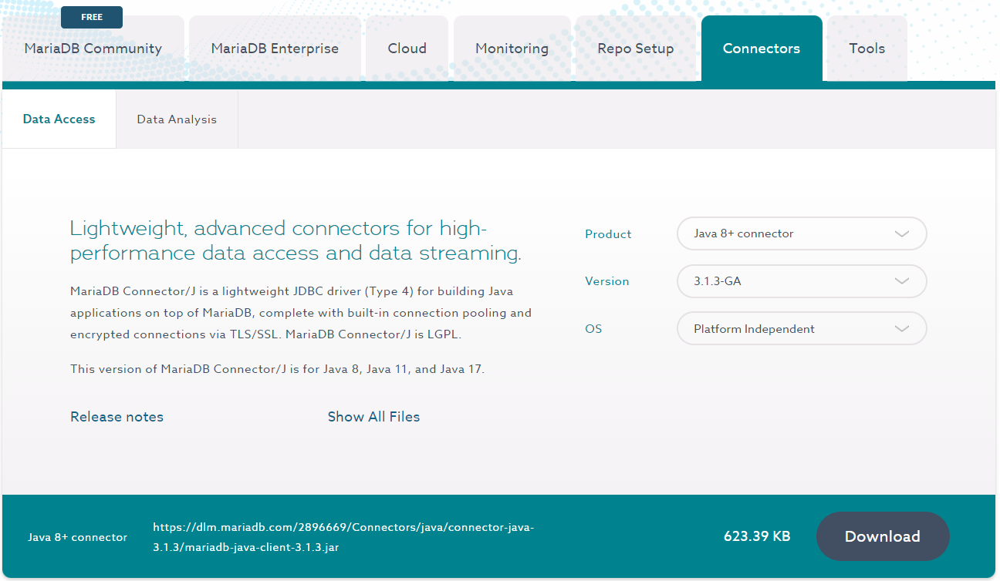 FREE
MariaDB Community
MariaDB Enterprise
Cloud
Monitoring
Repo Setup
Connectors
Tools
Data Access
Data Analysis
Lightweight, advanced connectors for high-
performance data access and data streaming.
MariaDB Connector/J is a lightweight JDBC driver (Type 4) for building Java
applications on top of MariaDB, complete with built-in connection pooling and
encrypted connections via TLS/SSL. MariaDB Connector/J is LGPL.
This version of MariaDB Connector/J is for Java 8, Java 11, and Java 17.
Release notes
Show All Files
Product
Java 8+ connector
Version
3.1.3-GA
OS
Platform Independent
Java 8+ connector
https://dlm.mariadb.com/2896669/Connectors/java/connector-java-
3.1.3/mariadb-java-client-3.1.3.jar
623.39 KB
Download